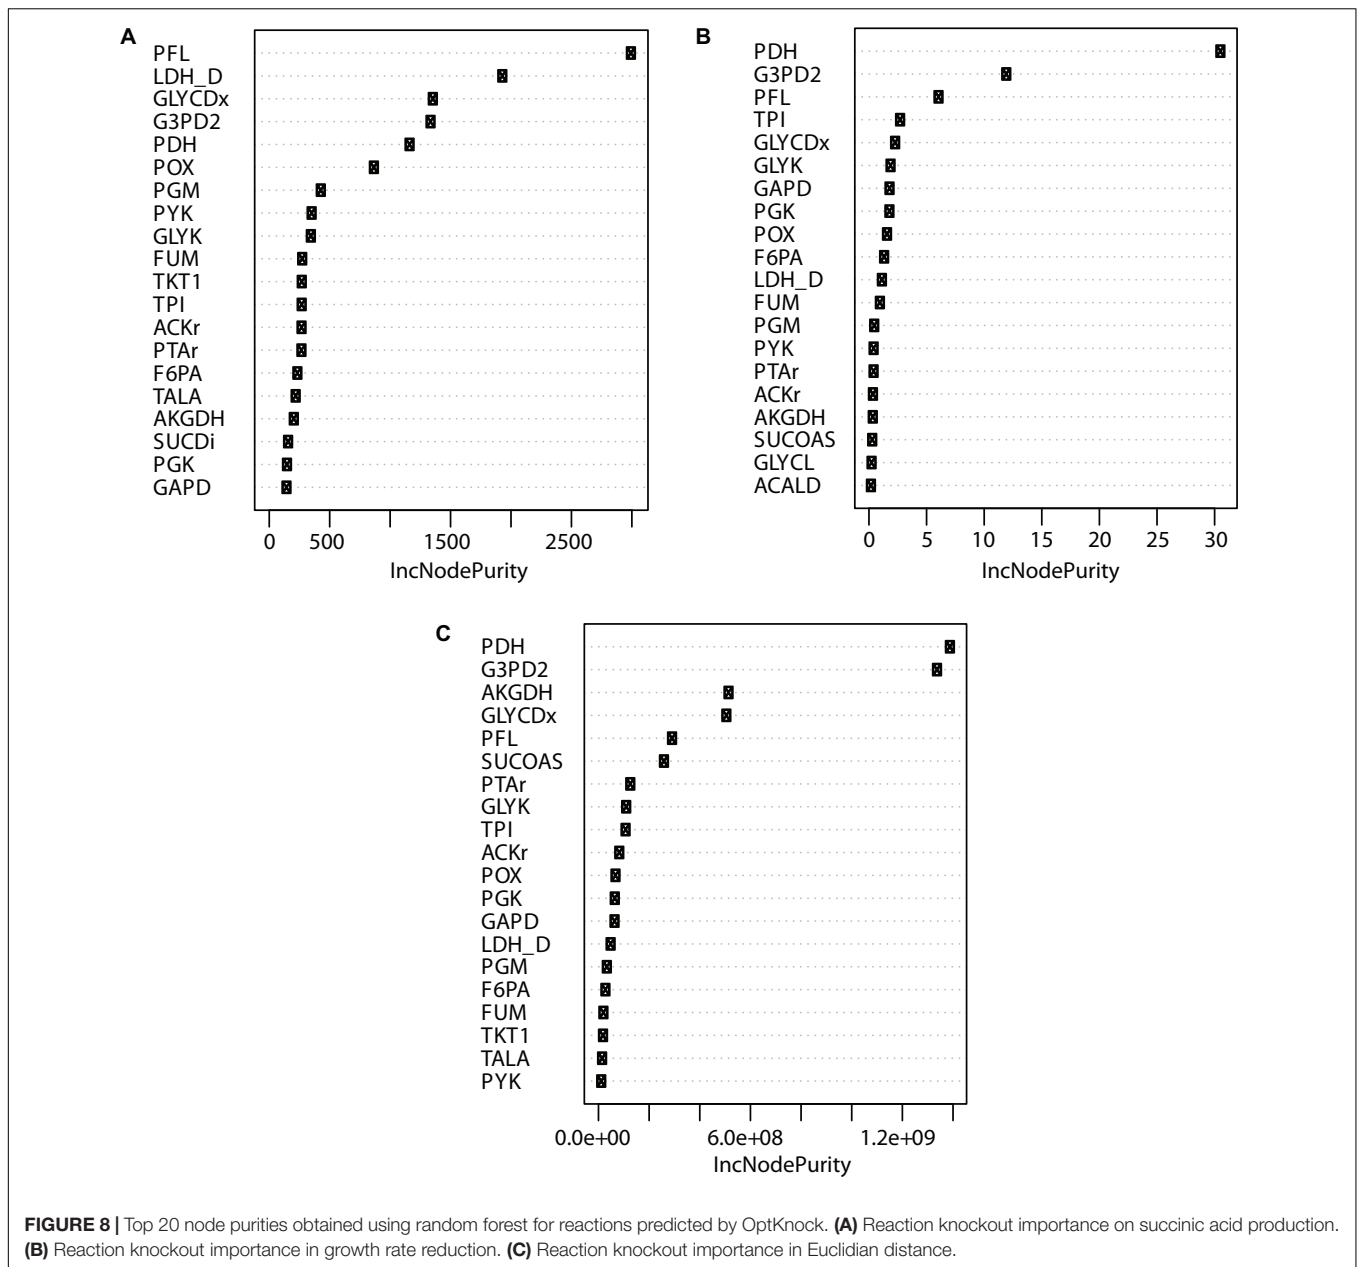 A
PFL
LDH_D
GLYCDx
G3PD2
PDH
POX
PGM
PYK
GLYK
FUM
TKT1
TPI
ACKr
PTAr
F6PA
TALA
AKGDH
SUCDi
PGK
GAPD
0 500 1500 2500
IncNodePurity
B
PDH
G3PD2
PFL
TPI
GLYCDx
GLYK
GAPD
PGK
POX
F6PA
LDH_D
FUM
PGM
PYK
PTAr
ACKr
AKGDH
SUCOAS
GLYCL
ACALD
0 5 10 15 20 25 30
IncNodePurity
C
PDH
G3PD2
AKGDH
GLYCDx
PFL
SUCOAS
PTAr
GLYK
TPI
ACKr
POX
PGK
GAPD
LDH_D
PGM
F6PA
FUM
TKT1
TALA
PYK
0.0e+00 6.0e+08 1.2e+09
IncNodePurity
FIGURE 8 | Top 20 node purities obtained using random forest for reactions predicted by OptKnock. (A) Reaction knockout importance on succinic acid production.
(B) Reaction knockout importance in growth rate reduction. (C) Reaction knockout importance in Euclidian distance.